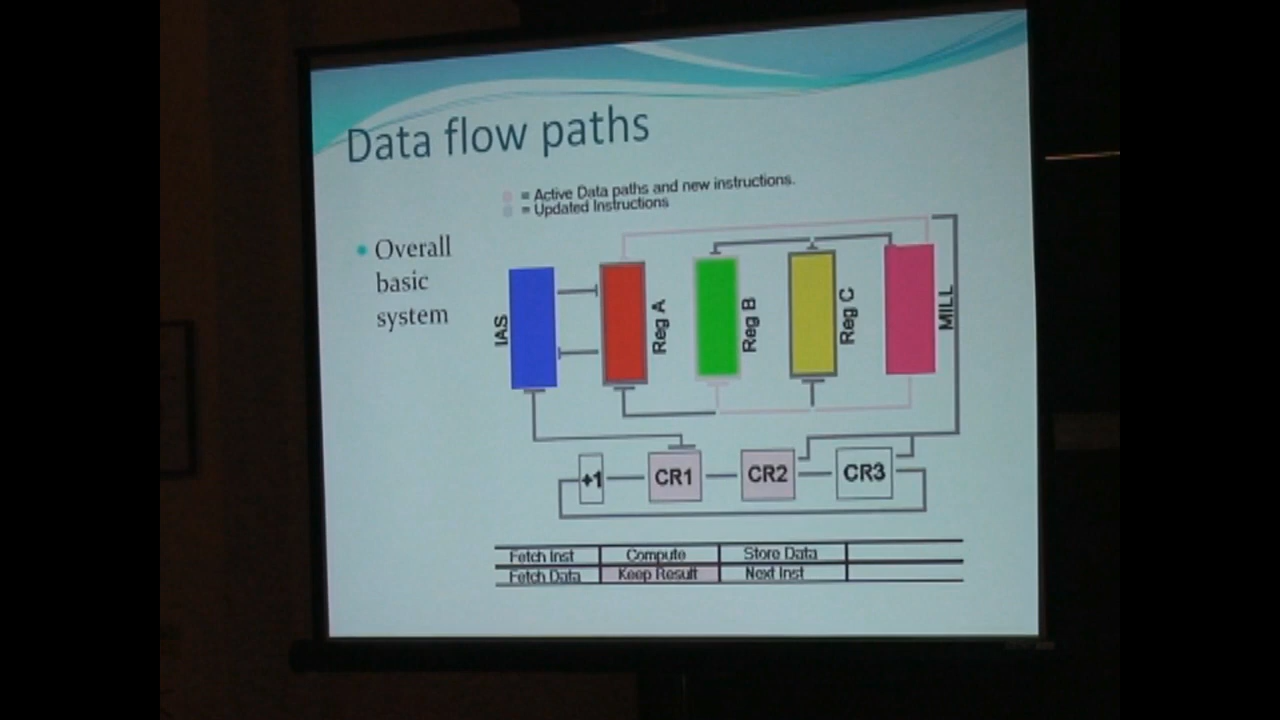 Data flow paths
= Active Data paths and new instructions.
= Updated Instructions
Overall
basic
system
IAS
Reg A
Reg B
Reg C
MILL
+1
CR1
CR2
CR3
Fetch Inst
Compute
Store Data
Fetch Data
Keep Result
Next Inst